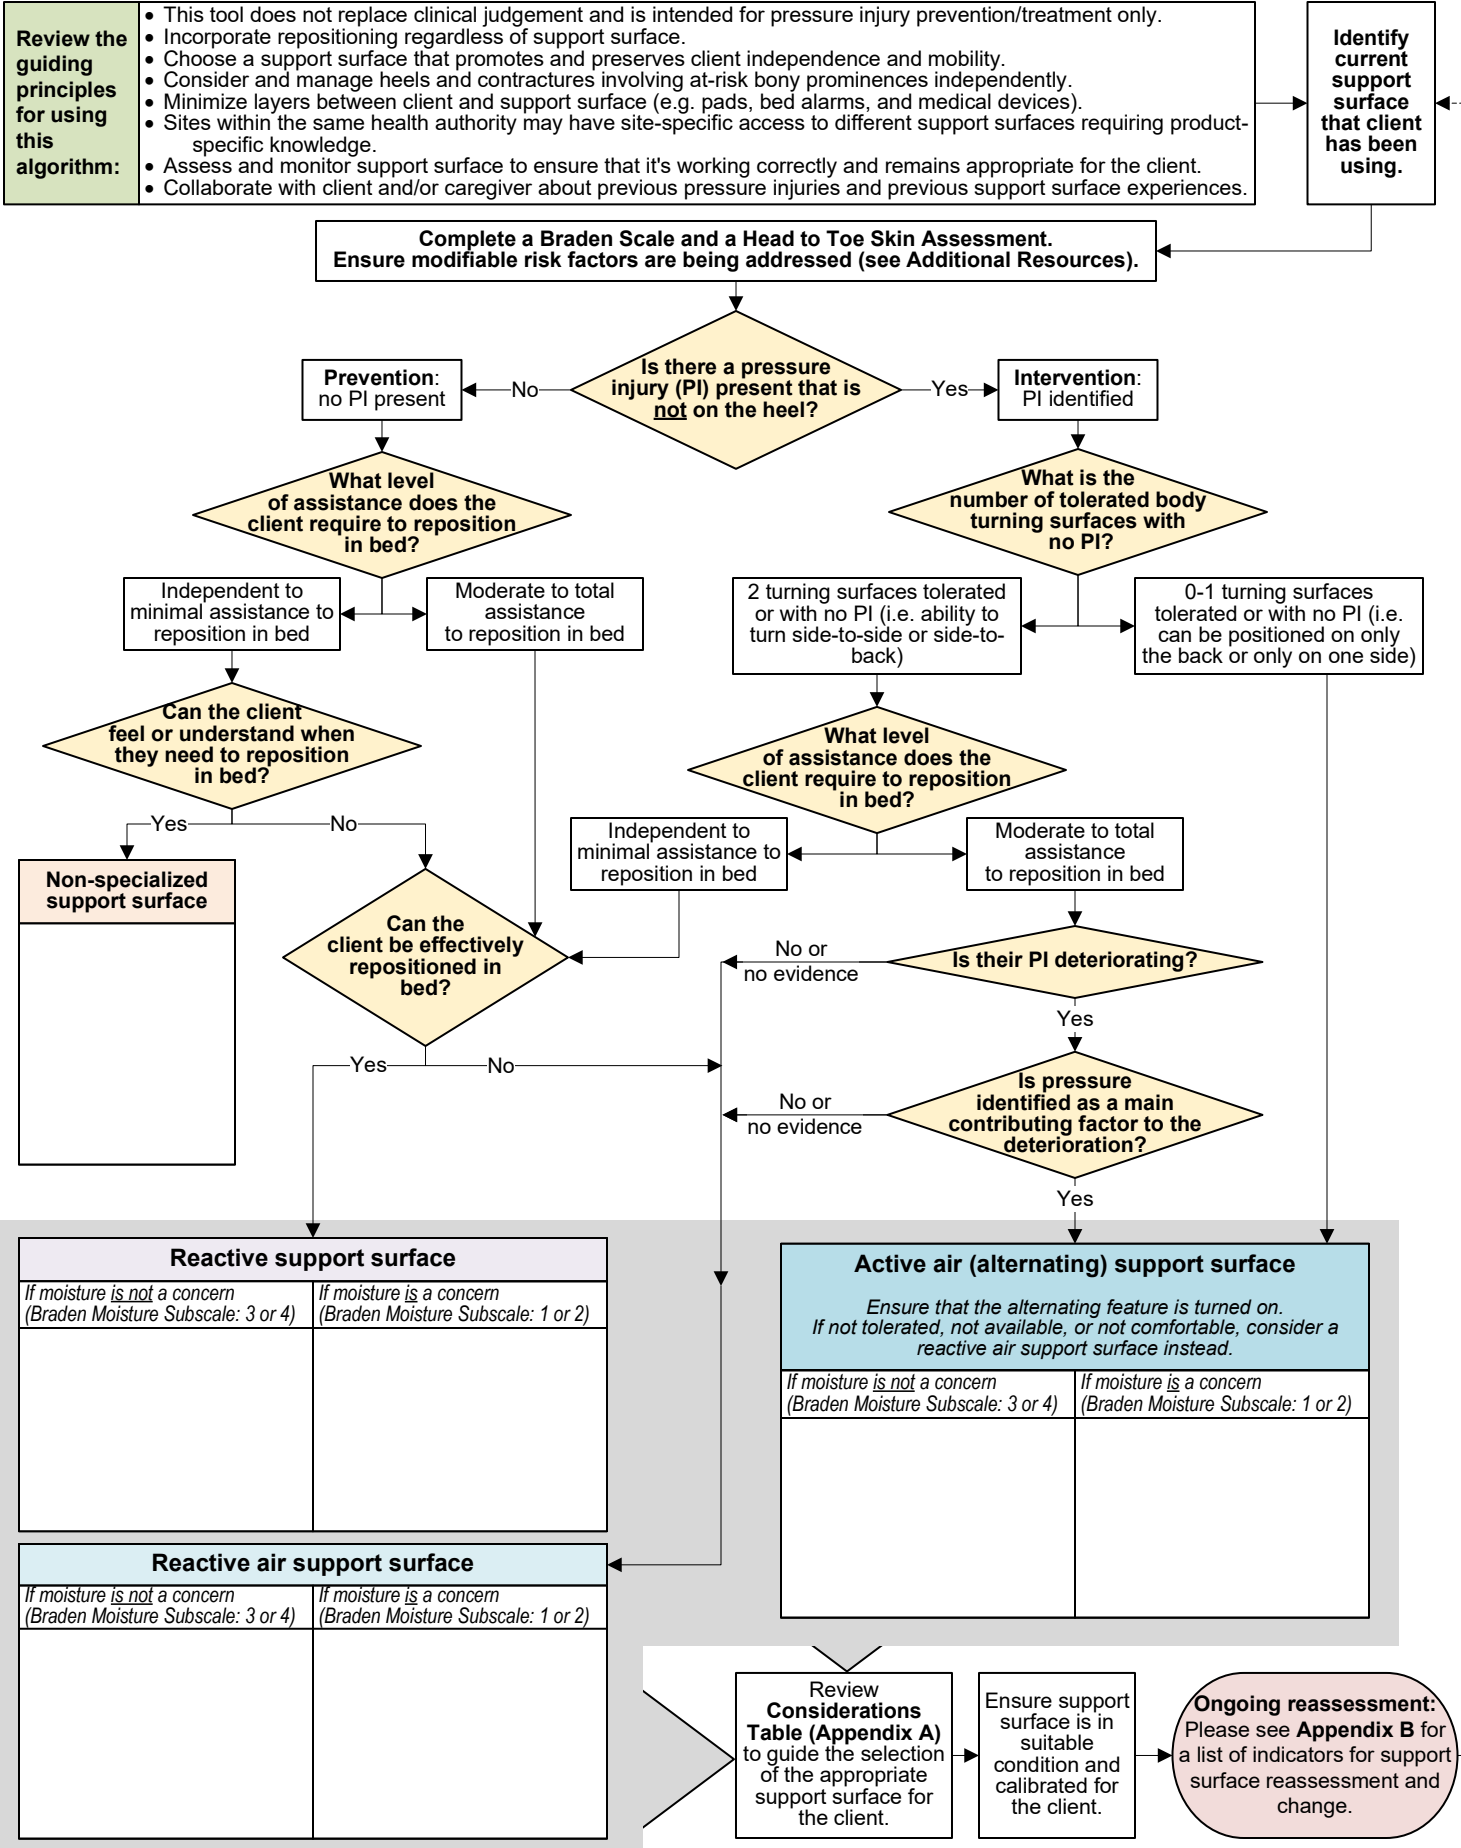 Review the
guiding
principles
for using
this
algorithm:
• This tool does not replace clinical judgement and is intended for pressure injury prevention/treatment only.
• Incorporate repositioning regardless of support surface.
• Choose a support surface that promotes and preserves client independence and mobility.
• Consider and manage heels and contractures involving at-risk bony prominences independently.
• Minimize layers between client and support surface (e.g. pads, bed alarms, and medical devices).
• Sites within the same health authority may have site-specific access to different support surfaces requiring product-
specific knowledge.
• Assess and monitor support surface to ensure that it's working correctly and remains appropriate for the client.
• Collaborate with client and/or caregiver about previous pressure injuries and previous support surface experiences.
Identify
current
support
surface
that client
has been
using.
Complete a Braden Scale and a Head to Toe Skin Assessment.
Ensure modifiable risk factors are being addressed (see Additional Resources).
Is there a pressure
injury (PI) present that is
not on the heel?
No
Yes
Prevention:
no PI present
Intervention:
PI identified
What level
of assistance does the
client require to reposition
in bed?
What is the
number of tolerated body
turning surfaces with
no PI?
Independent to
minimal assistance to
reposition in bed
Moderate to total
assistance
to reposition in bed
2 turning surfaces tolerated
or with no PI (i.e. ability to
turn side-to-side or side-to-
back)
0-1 turning surfaces
tolerated or with no PI (i.e.
can be positioned on only
the back or only on one side)
Can the client
feel or understand when
they need to reposition
in bed?
What level
of assistance does the
client require to reposition
in bed?
Yes
No
Independent to
minimal assistance to
reposition in bed
Moderate to total
assistance
to reposition in bed
Non-specialized
support surface
Can the
client be effectively
repositioned in
bed?
Is their PI deteriorating?
No or
no evidence
Yes
Yes
No
Is pressure
identified as a main
contributing factor to the
deterioration?
No or
no evidence
Yes
Reactive support surface
If moisture is not a concern
(Braden Moisture Subscale: 3 or 4)
If moisture is a concern
(Braden Moisture Subscale: 1 or 2)
Active air (alternating) support surface
Ensure that the alternating feature is turned on.
If not tolerated, not available, or not comfortable, consider a
reactive air support surface instead.
If moisture is not a concern
(Braden Moisture Subscale: 3 or 4)
If moisture is a concern
(Braden Moisture Subscale: 1 or 2)
Reactive air support surface
If moisture is not a concern
(Braden Moisture Subscale: 3 or 4)
If moisture is a concern
(Braden Moisture Subscale: 1 or 2)
Review
Considerations
Table (Appendix A)
to guide the selection
of the appropriate
support surface for
the client.
Ensure support
surface is in
suitable
condition and
calibrated for
the client.
Ongoing reassessment:
Please see Appendix B for
a list of indicators for support
surface reassessment and
change.